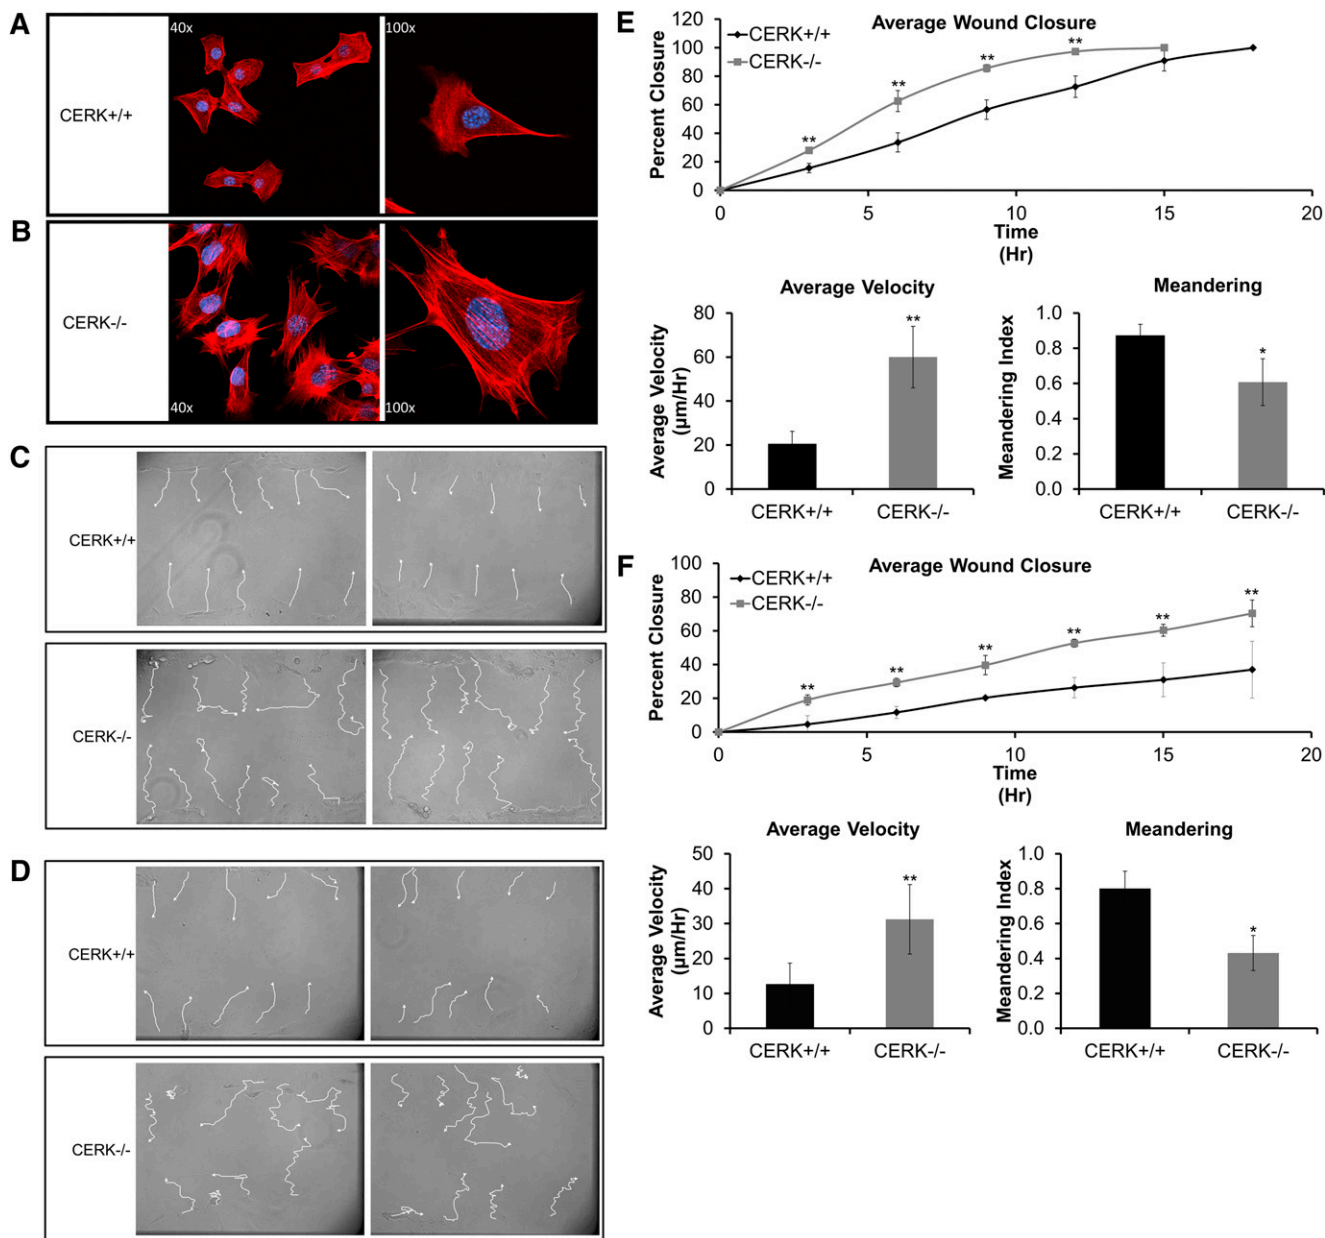 A
CERK+/+
40x
100x
B
CERK-/-
40x
100x
C
CERK+/+
CERK-/-
D
CERK+/+
CERK-/-
E
Average Wound Closure
CERK+/+
CERK-/-
Percent Closure
120
100
80
60
40
20
0
** ** ** **
0 5 10 15 20
Time
(Hr)
Average Velocity
Average Velocity
(µm/Hr)
80
60
40
20
0
**
CERK+/+ CERK-/-
Meandering
Meandering Index
1.0
0.8
0.6
0.4
0.2
0.0
*
CERK+/+ CERK-/-
F
Average Wound Closure
CERK+/+
CERK-/-
Percent Closure
100
80
60
40
20
0
** ** ** ** ** **
0 5 10 15 20
Time
(Hr)
Average Velocity
Average Velocity
(µm/Hr)
50
40
30
20
10
0
**
CERK+/+ CERK-/-
Meandering
Meandering Index
1.0
0.8
0.6
0.4
0.2
0.0
*
CERK+/+ CERK-/-